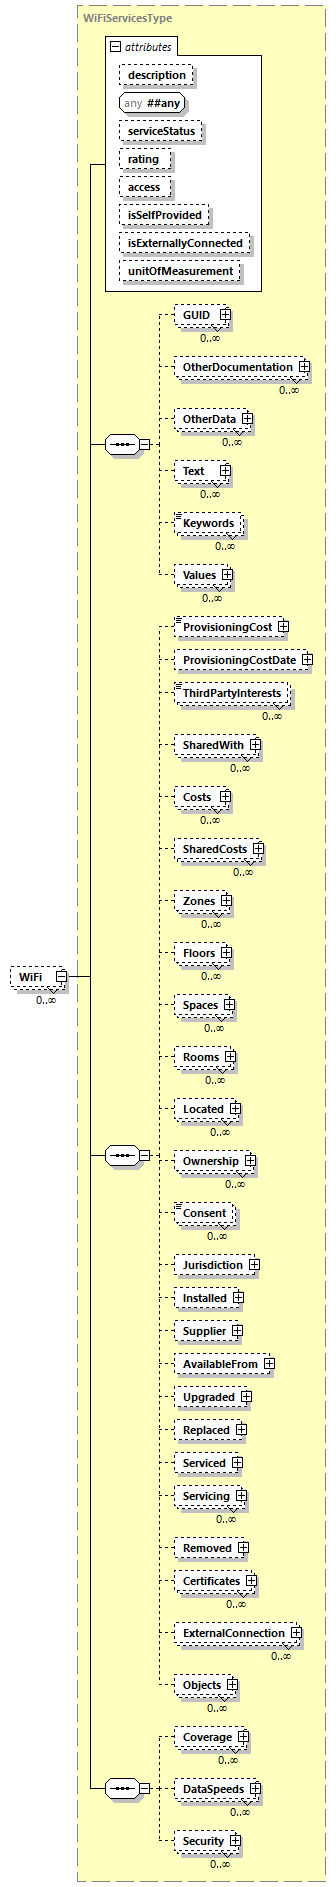 WiFiServicesType
attributes
description
any ##any
serviceStatus
rating
access
isSelfProvided
isExternallyConnected
unitOfMeasurement
GUID
0..∞
OtherDocumentation
0..∞
OtherData
0..∞
Text
0..∞
Keywords
0..∞
Values
0..∞
ProvisioningCost
ProvisioningCostDate
ThirdPartyInterests
0..∞
SharedWith
0..∞
Costs
0..∞
SharedCosts
0..∞
Zones
0..∞
Floors
0..∞
WiFi
0..∞
Spaces
0..∞
Rooms
0..∞
Located
0..∞
Ownership
0..∞
Consent
0..∞
Jurisdiction
Installed
Supplier
AvailableFrom
Upgraded
Replaced
Serviced
Servicing
0..∞
Removed
Certificates
0..∞
ExternalConnection
0..∞
Objects
0..∞
Coverage
0..∞
DataSpeeds
0..∞
Security
0..∞